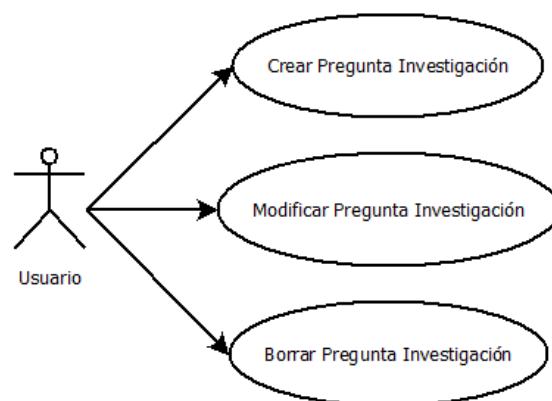 Crear Pregunta Investigación
Modificar Pregunta Investigación
Usuario
Borrar Pregunta Investigación